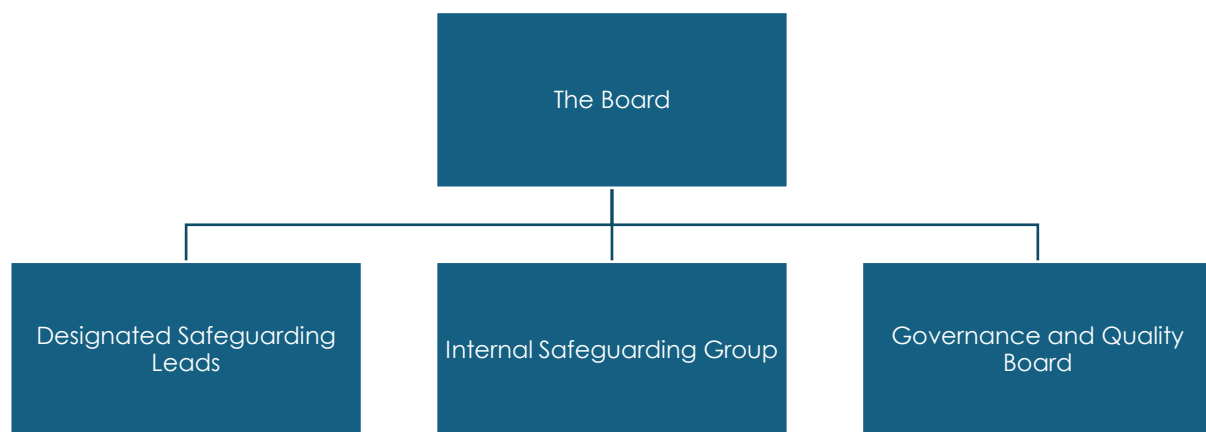 The Board
Designated Safeguarding
Leads
Internal Safeguarding Group
Governance and Quality
Board